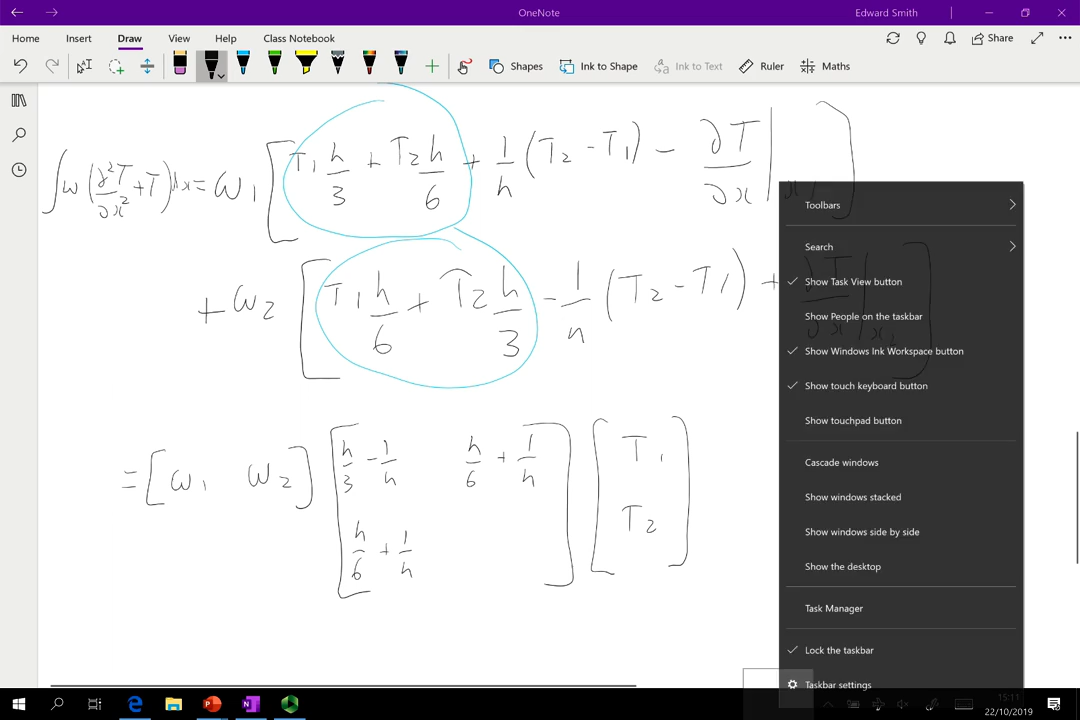 OneNote
Edward Smith
Home Insert Draw View Help Class Notebook
Share
Shapes Ink to Shape Ink to Text Ruler Maths
∫ω(∂²T/∂x² + T)dx = ω₁ [T₁ h/3 + T₂ h/6 + 1/h (T₂ - T₁) - ∂T/∂x |
+ ω₂ [T₁ h/6 + T₂ h/3 - 1/h (T₂ - T₁) + ∂T/∂x | x₂ ]
= [ω₁ ω₂] [h/3 - 1/h h/6 + 1/h] [T₁
h/6 + 1/h T₂]
Toolbars
Search
Show Task View button
Show People on the taskbar
Show Windows Ink Workspace button
Show touch keyboard button
Show touchpad button
Cascade windows
Show windows stacked
Show windows side by side
Show the desktop
Task Manager
Lock the taskbar
Taskbar settings
15:11
22/10/2019